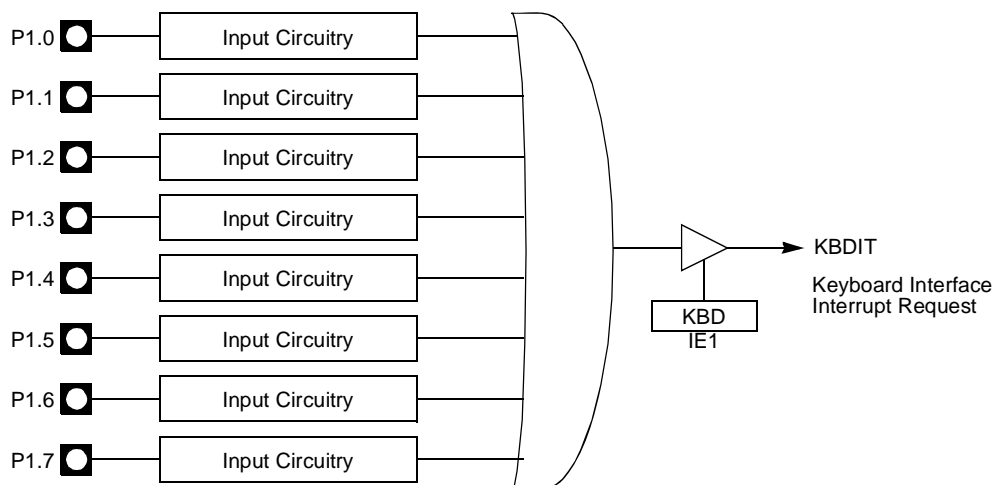 P1.0 Input Circuitry
P1.1 Input Circuitry
P1.2 Input Circuitry
P1.3 Input Circuitry
P1.4 Input Circuitry
P1.5 Input Circuitry
P1.6 Input Circuitry
P1.7 Input Circuitry
KBDIT
Keyboard Interface
Interrupt Request
KBD
IE1